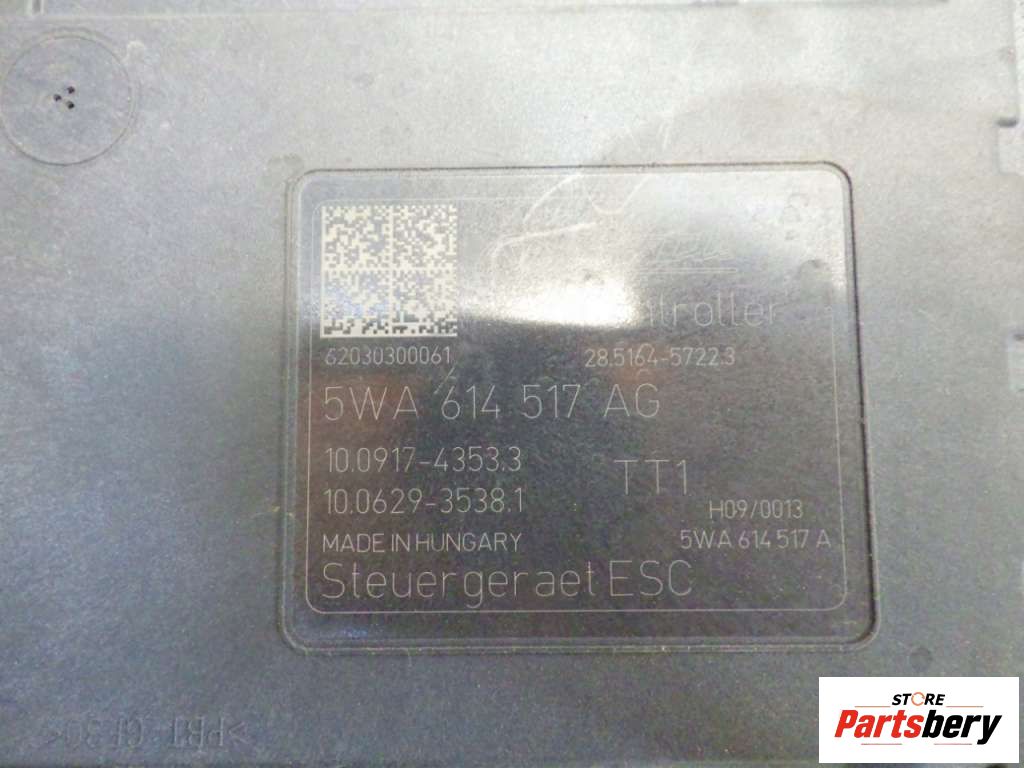 ntroller
62030300061 28.5164-5722.3
5WA 614 517 AG
10.0917-4353.3
10.0629-3538.1
TT1
H09/0013
MADE IN HUNGARY
5WA 614 517 A
Steuergeraet ESC
STORE
Partsbery